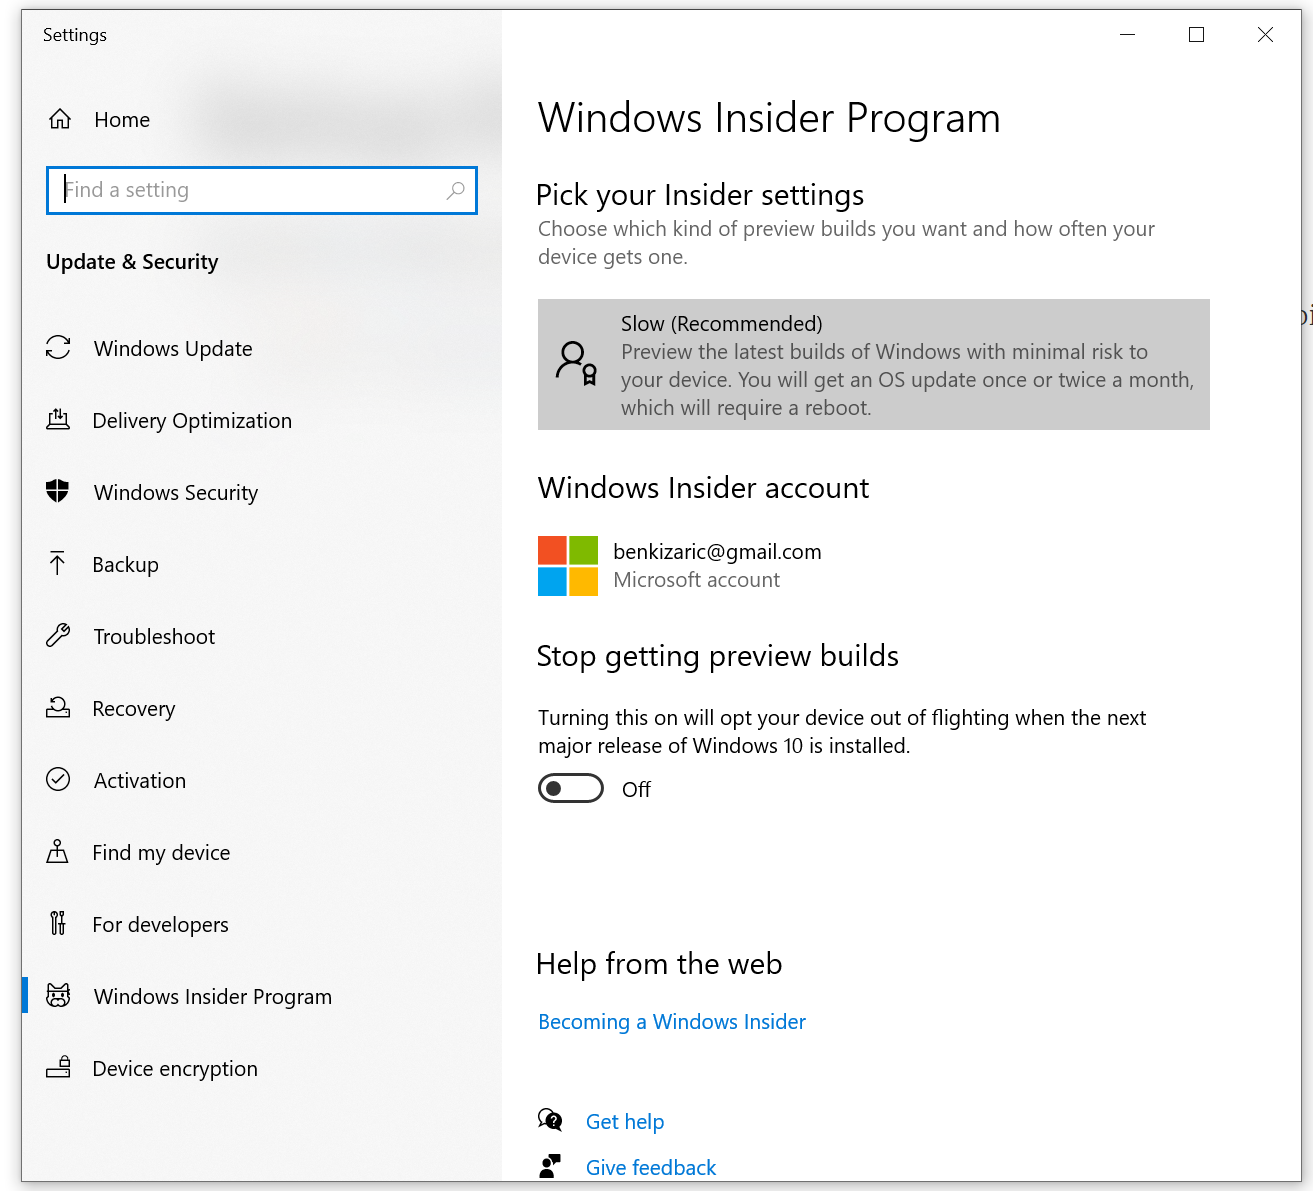 Settings
Home
Find a setting
Update & Security
Windows Update
Delivery Optimization
Windows Security
Backup
Troubleshoot
Recovery
Activation
Find my device
For developers
Windows Insider Program
Device encryption
Windows Insider Program
Pick your Insider settings
Choose which kind of preview builds you want and how often your
device gets one.
Slow (Recommended)
Preview the latest builds of Windows with minimal risk to
your device. You will get an OS update once or twice a month,
which will require a reboot.
Windows Insider account
benkizaric@gmail.com
Microsoft account
Stop getting preview builds
Turning this on will opt your device out of flighting when the next
major release of Windows 10 is installed.
Off
Help from the web
Becoming a Windows Insider
Get help
Give feedback